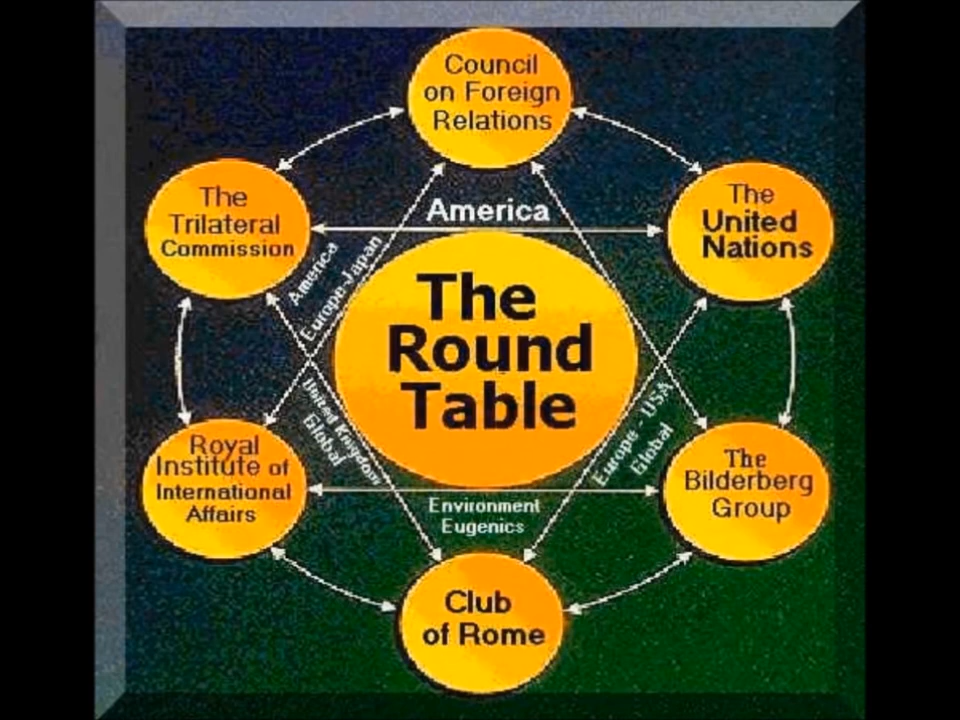 Council
on Foreign
Relations
The
Trilateral
Commission
The
United
Nations
America
America
Europe-Japan
The
Round
Table
United Kingdom
Global
Europe - USA
Global
Royal
Institute of
International
Affairs
The
Bilderberg
Group
Environment
Eugenics
Club
of Rome